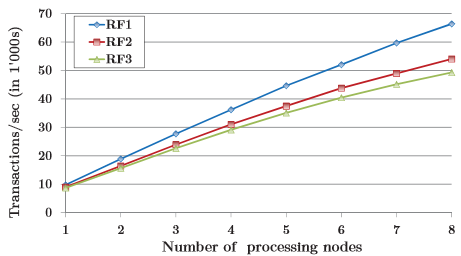 70
60
50
40
30
20
10
0
Transactions/sec (in 1'000s)
RF1
RF2
RF3
1 2 3 4 5 6 7 8
Number of processing nodes